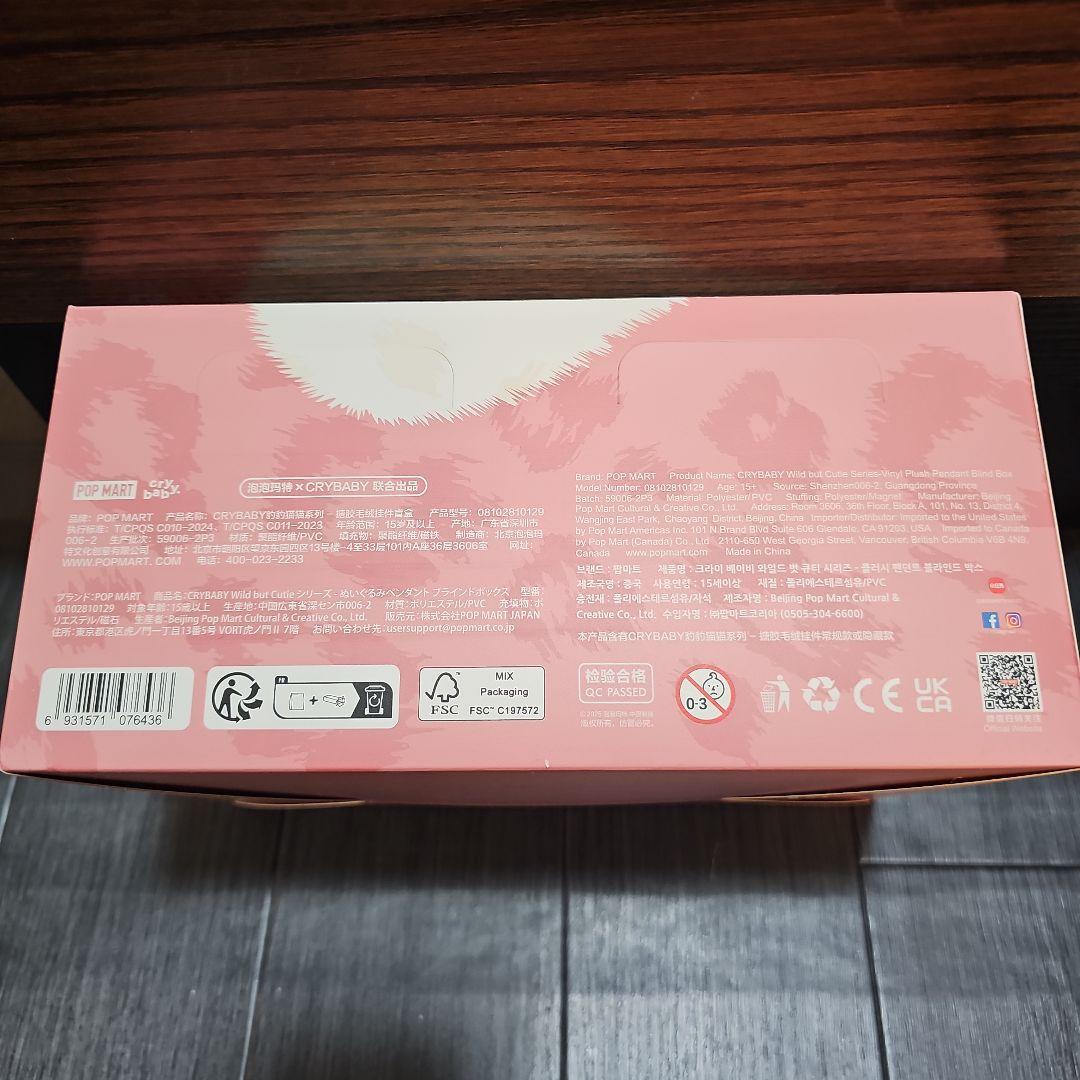 POP MART
cry baby.
泡泡玛特×CRYBABY 联合出品
品牌：POP MART 产品名称：CRYBABY豹豹猫猫系列 – 搪胶毛绒挂件盲盒 产品型号：08102810129
执行标准：T/CPQS C010–2024、T/CPQS C011–2023 年龄范围：15岁及以上 产地：广东省深圳市
006–2 生产批次：59006–2P3 材质：聚酯纤维/PVC 填充物：聚酯纤维/磁铁 制造商：北京泡泡玛
特文化创意有限公司 地址：北京市朝阳区望京东园四区13号楼–4至33层101内A座36层3606室 网址：
WWW.POPMART.COM 电话：400–023–2233
ブランド：POP MART 商品名：CRYBABY Wild but Cutie シリーズ - ぬいぐるみペンダント ブラインドボックス 型番：
08102810129 対象年齢：15歳以上 生産地：中国広東省深セン市006-2 材質：ポリエステル/PVC 充填物：ポ
リエステル/磁石 生産者：Beijing Pop Mart Cultural & Creative Co., Ltd. 販売元：株式会社POP MART JAPAN
住所：東京都港区虎ノ門一丁目13番5号 VORT虎ノ門Ⅱ 7階 お問い合わせ先：usersupport@popmart.co.jp
Brand: POP MART Product Name: CRYBABY Wild but Cutie Series-Vinyl Plush Pendant Blind Box
Model Number: 08102810129 Age: 15+ Source: Shenzhen006-2, Guangdong Province
Batch: 59006-2P3 Material: Polyester/PVC Stuffing: Polyester/Magnet Manufacturer: Beijing
Pop Mart Cultural & Creative Co., Ltd. Address: Room 3606, 36th Floor, Block A, 101, No. 13, District 4,
Wangjing East Park, Chaoyang District, Beijing, China Importer/Distributor: Imported to the United States
by Pop Mart Americas Inc. 101 N.Brand Blvd Suite 606 Glendale, CA 91203, USA Imported to Canada
by Pop Mart (Canada) Co., Ltd 2110-650 West Georgia Street, Vancouver, British Columbia V6B 4N9,
Canada www.popmart.com Made in China
브랜드 : 팝마트 제품명 : 크라이 베이비 와일드 벗 큐티 시리즈 - 플러시 펜던트 블라인드 박스
제조국명 : 중국 사용연령 : 15세이상 재질 : 폴리에스테르섬유/PVC
충전재 : 폴리에스테르섬유/자석 제조자명 : Beijing Pop Mart Cultural &
Creative Co., Ltd. 수입자명 : ㈜팝마트코리아 (0505-304-6600)
本产品含有CRYBABY豹豹猫猫系列 – 搪胶毛绒挂件常规款或隐藏款
6 931571 076436
FR
+
FSC
MIX
Packaging
FSC™ C197572
检验合格
QC PASSED
版权所有，仿冒必究。
0-3
CE
UK
CA
微信扫码关注
Official Website